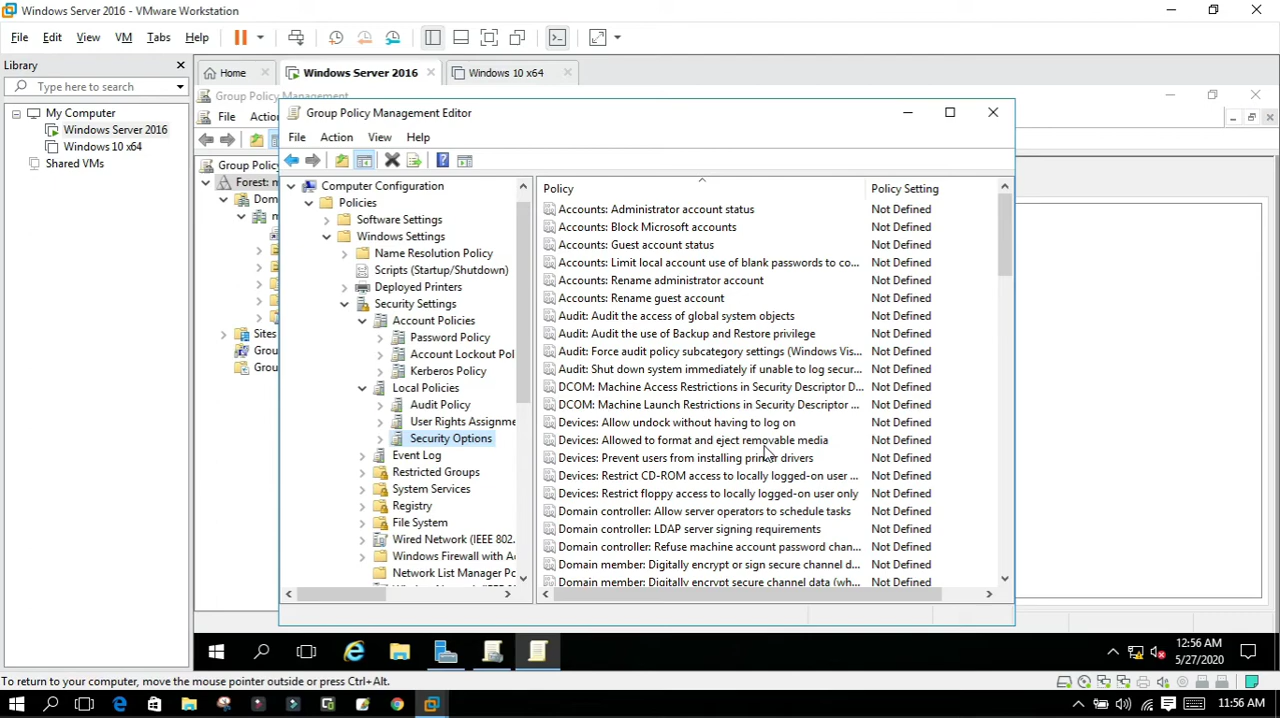 Windows Server 2016 - VMware Workstation
File Edit View VM Tabs Help
Library
Type here to search
My Computer
Windows Server 2016
Windows 10 x64
Shared VMs
Home
Windows Server 2016
Windows 10 x64
Group Policy Management
File Action
Group Policy
Forest: m
Dom
m
Sites
Grou
Grou
Group Policy Management Editor
File Action View Help
Computer Configuration
Policies
Software Settings
Windows Settings
Name Resolution Policy
Scripts (Startup/Shutdown)
Deployed Printers
Security Settings
Account Policies
Password Policy
Account Lockout Pol
Kerberos Policy
Local Policies
Audit Policy
User Rights Assignme
Security Options
Event Log
Restricted Groups
System Services
Registry
File System
Wired Network (IEEE 802.
Windows Firewall with A
Network List Manager Po
Policy Policy Setting
Accounts: Administrator account status Not Defined
Accounts: Block Microsoft accounts Not Defined
Accounts: Guest account status Not Defined
Accounts: Limit local account use of blank passwords to co... Not Defined
Accounts: Rename administrator account Not Defined
Accounts: Rename guest account Not Defined
Audit: Audit the access of global system objects Not Defined
Audit: Audit the use of Backup and Restore privilege Not Defined
Audit: Force audit policy subcategory settings (Windows Vis... Not Defined
Audit: Shut down system immediately if unable to log secur... Not Defined
DCOM: Machine Access Restrictions in Security Descriptor D... Not Defined
DCOM: Machine Launch Restrictions in Security Descriptor ... Not Defined
Devices: Allow undock without having to log on Not Defined
Devices: Allowed to format and eject removable media Not Defined
Devices: Prevent users from installing printer drivers Not Defined
Devices: Restrict CD-ROM access to locally logged-on user ... Not Defined
Devices: Restrict floppy access to locally logged-on user only Not Defined
Domain controller: Allow server operators to schedule tasks Not Defined
Domain controller: LDAP server signing requirements Not Defined
Domain controller: Refuse machine account password chan... Not Defined
Domain member: Digitally encrypt or sign secure channel d... Not Defined
Domain member: Digitally encrypt secure channel data (wh... Not Defined
12:56 AM
5/27/2020
To return to your computer, move the mouse pointer outside or press Ctrl+Alt.
11:56 AM